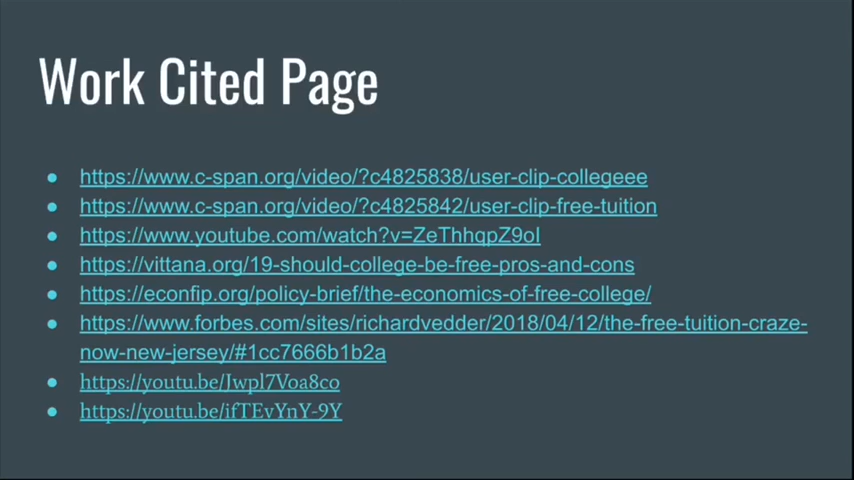 Work Cited Page
● https://www.c-span.org/video/?c4825838/user-clip-collegeee
● https://www.c-span.org/video/?c4825842/user-clip-free-tuition
● https://www.youtube.com/watch?v=ZeThhqpZ9oI
● https://vittana.org/19-should-college-be-free-pros-and-cons
● https://econfip.org/policy-brief/the-economics-of-free-college/
● https://www.forbes.com/sites/richardvedder/2018/04/12/the-free-tuition-craze-
now-new-jersey/#1cc7666b1b2a
● https://youtu.be/Jwpl7Voa8co
● https://youtu.be/ifTEvYnY-9Y